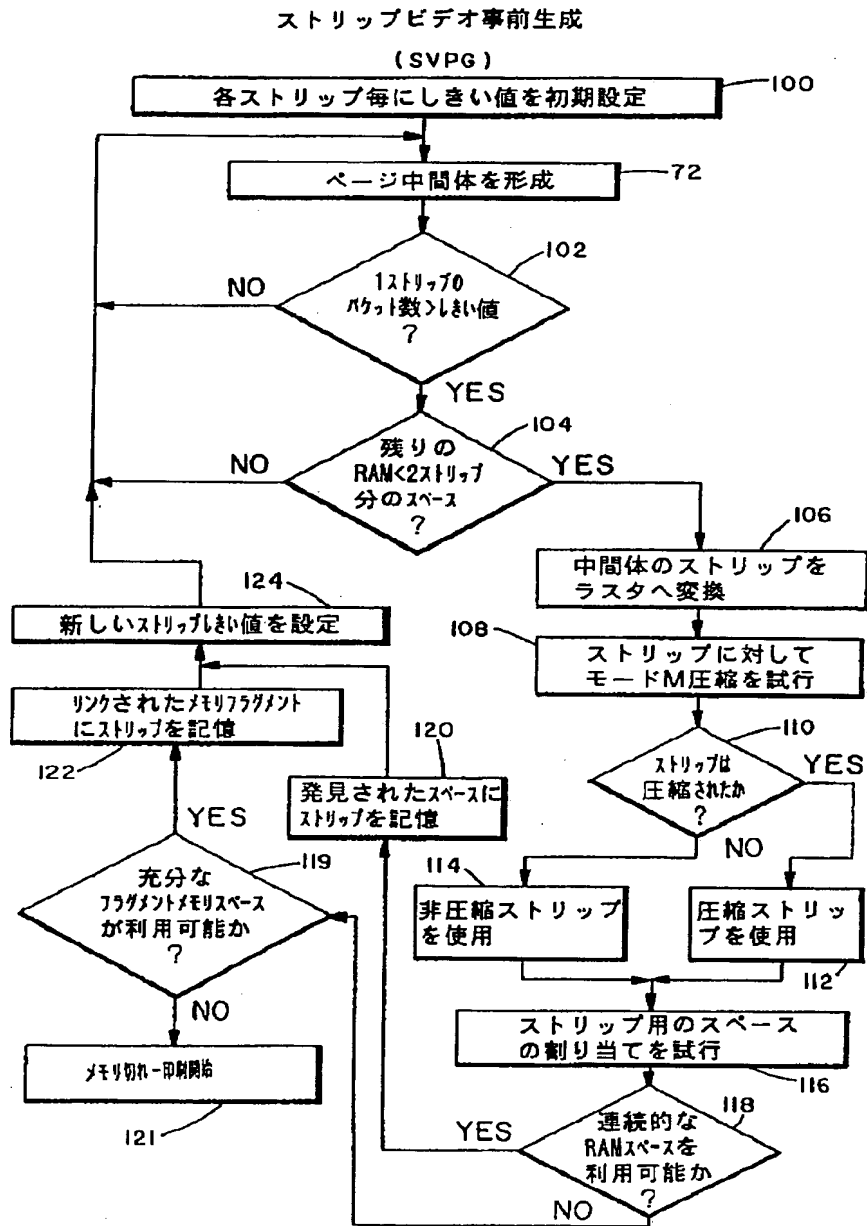 ストリップビデオ事前生成
(SVPG)
各ストリップ毎にしきい値を初期設定
100
ページ中間体を形成
72
102
1ストリップの
パケット数>しきい値
?
NO
YES
104
残りの
RAM<2ストリップ
分のスペース
?
NO
YES
106
中間体のストリップを
ラスタへ変換
108
ストリップに対して
モードM圧縮を試行
110
ストリップは
圧縮されたか
?
YES
NO
114
非圧縮ストリップ
を使用
圧縮ストリッ
プを使用
112
ストリップ用のスペース
の割り当てを試行
116
118
連続的な
RAMスペースを
利用可能か
?
YES
NO
120
発見されたスペースに
ストリップを記憶
119
充分な
フラグメントメモリスペース
が利用可能か
?
YES
NO
メモリ切れー印刷開始
121
リンクされたメモリフラグメント
にストリップを記憶
122
124
新しいストリップしきい値を設定